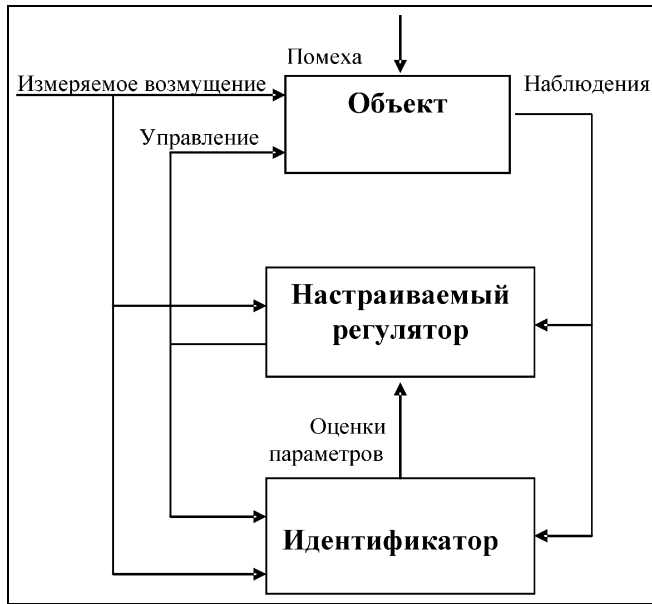 Помеха
Измеряемое возмущение
Наблюдения
Объект
Управление
Настраиваемый
регулятор
Оценки
параметров
Идентификатор